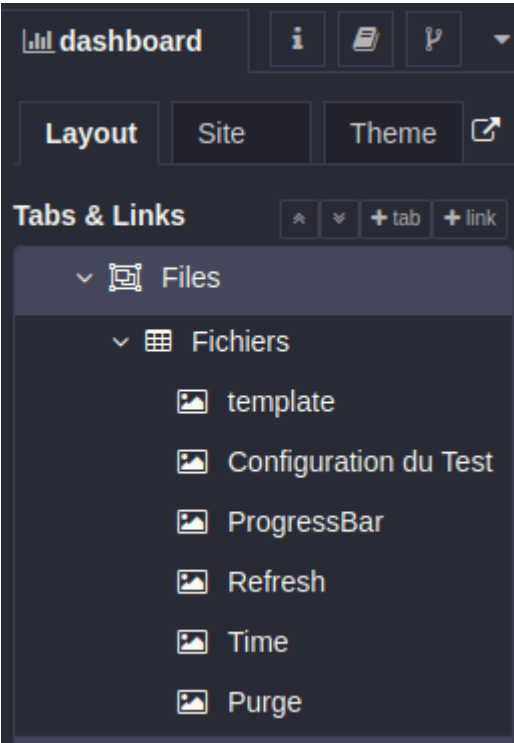 dashboard
Layout Site Theme
Tabs & Links tab link
Files
Fichiers
template
Configuration du Test
ProgressBar
Refresh
Time
Purge